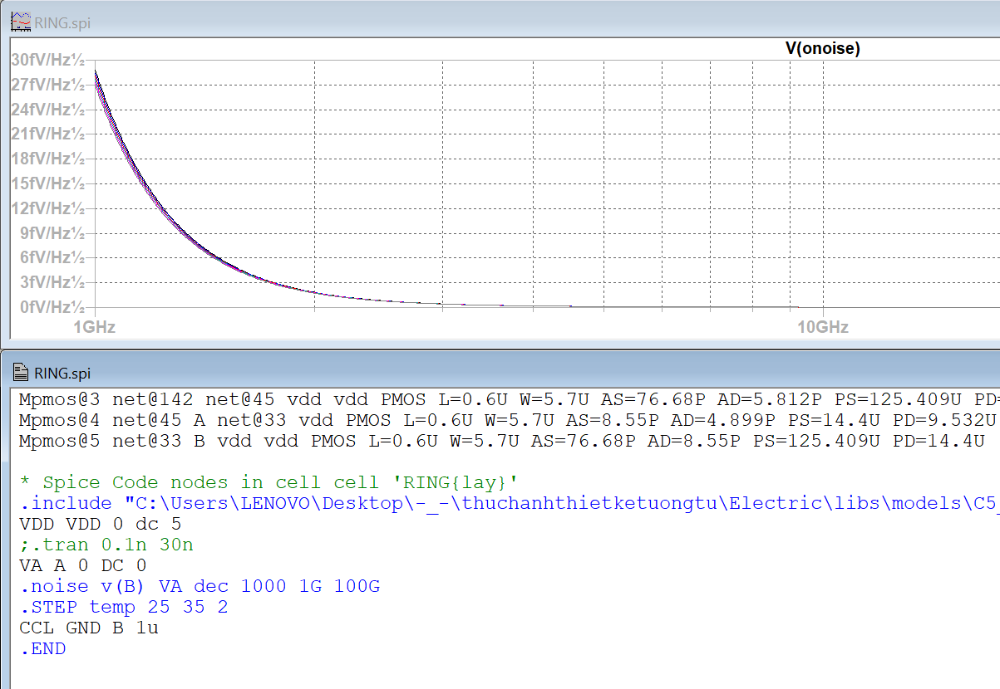 RING.spi
V(onoise)
30fV/Hz½
27fV/Hz½
24fV/Hz½
21fV/Hz½
18fV/Hz½
15fV/Hz½
12fV/Hz½
9fV/Hz½
6fV/Hz½
3fV/Hz½
0fV/Hz½
1GHz 10GHz
RING.spi
Mpmos@3 net@142 net@45 vdd vdd PMOS L=0.6U W=5.7U AS=76.68P AD=5.812P PS=125.409U PD=
Mpmos@4 net@45 A net@33 vdd PMOS L=0.6U W=5.7U AS=8.55P AD=4.899P PS=14.4U PD=9.532U
Mpmos@5 net@33 B vdd vdd PMOS L=0.6U W=5.7U AS=76.68P AD=8.55P PS=125.409U PD=14.4U
* Spice Code nodes in cell cell 'RING{lay}'
.include "C:\Users\LENOVO\Desktop\-_-\thuchanhthietketuongtu\Electric\libs\models\C5_
VDD VDD 0 dc 5
;.tran 0.1n 30n
VA A 0 DC 0
.noise v(B) VA dec 1000 1G 100G
.STEP temp 25 35 2
CCL GND B 1u
.END